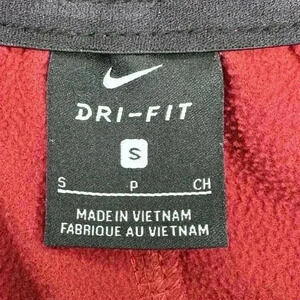 DRI-FIT
S
S P CH
MADE IN VIETNAM
FABRIQUE AU VIETNAM